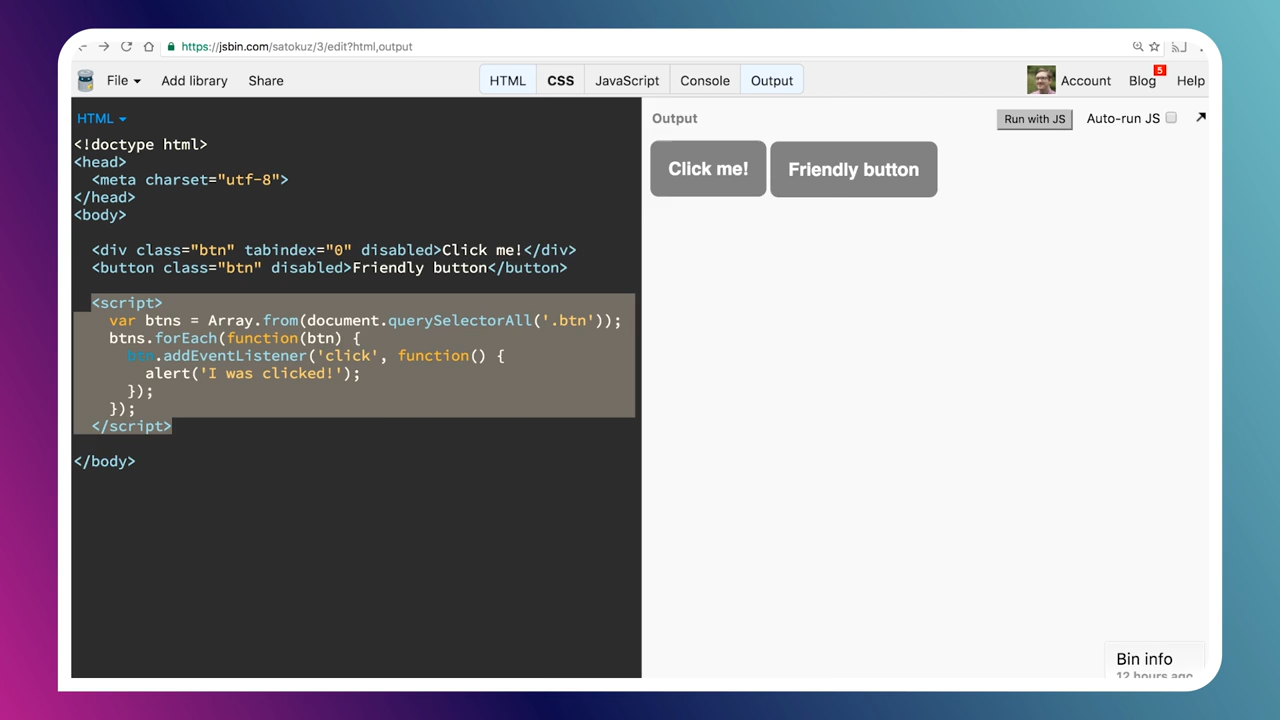 https://jsbin.com/satokuz/3/edit?html,output
File Add library Share HTML CSS JavaScript Console Output Account Blog 5 Help
HTML
<!doctype html>
<head>
<meta charset="utf-8">
</head>
<body>
<div class="btn" tabindex="0" disabled>Click me!</div>
<button class="btn" disabled>Friendly button</button>
<script>
var btns = Array.from(document.querySelectorAll('.btn'));
btns.forEach(function(btn) {
btn.addEventListener('click', function() {
alert('I was clicked!');
});
});
</script>
</body>
Output Run with JS Auto-run JS
Click me! Friendly button
Bin info
12 hours ago